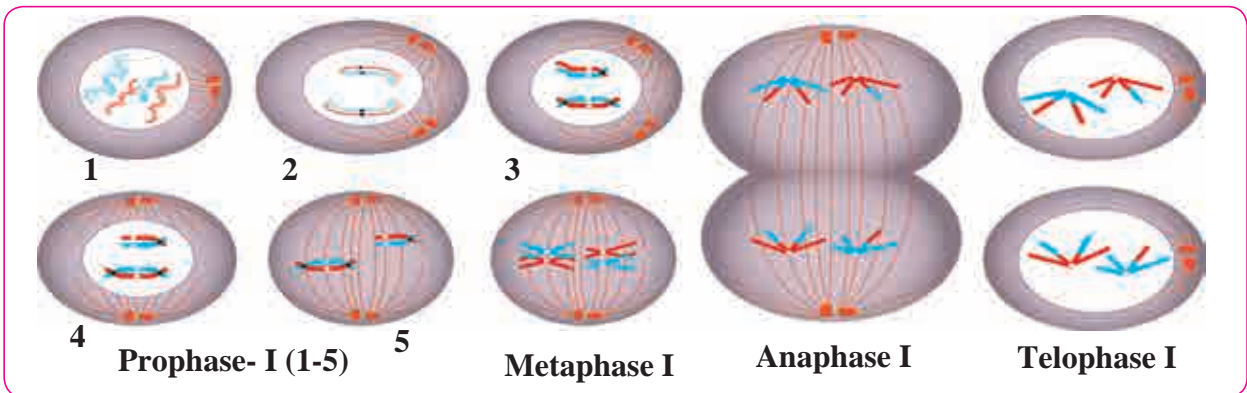 1
2
3
4
5
Prophase- I (1-5)
Metaphase I
Anaphase I
Telophase I